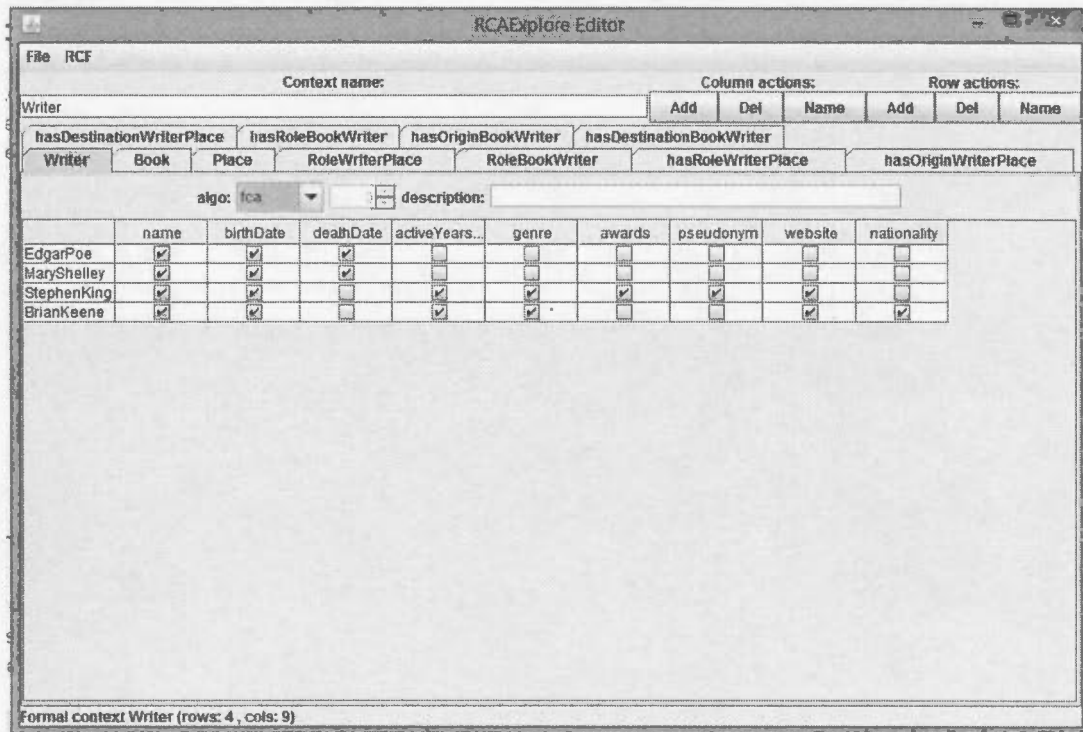 RCAExplore Editor
File RCF
Context name: Column actions: Row actions:
Writer Add Del Name Add Del Name
hasDestinationWriterPlace hasRoleBookWriter hasOriginBookWriter hasDestinationBookWriter
Writer Book Place RoleWriterPlace RoleBookWriter hasRoleWriterPlace hasOriginWriterPlace
algo: fca description:
name birthDate deathDate activeYears... genre awards pseudonym website nationality
EdgarPoe
MaryShelley
StephenKing
BrianKeene
Formal context Writer (rows: 4 , cols: 9)